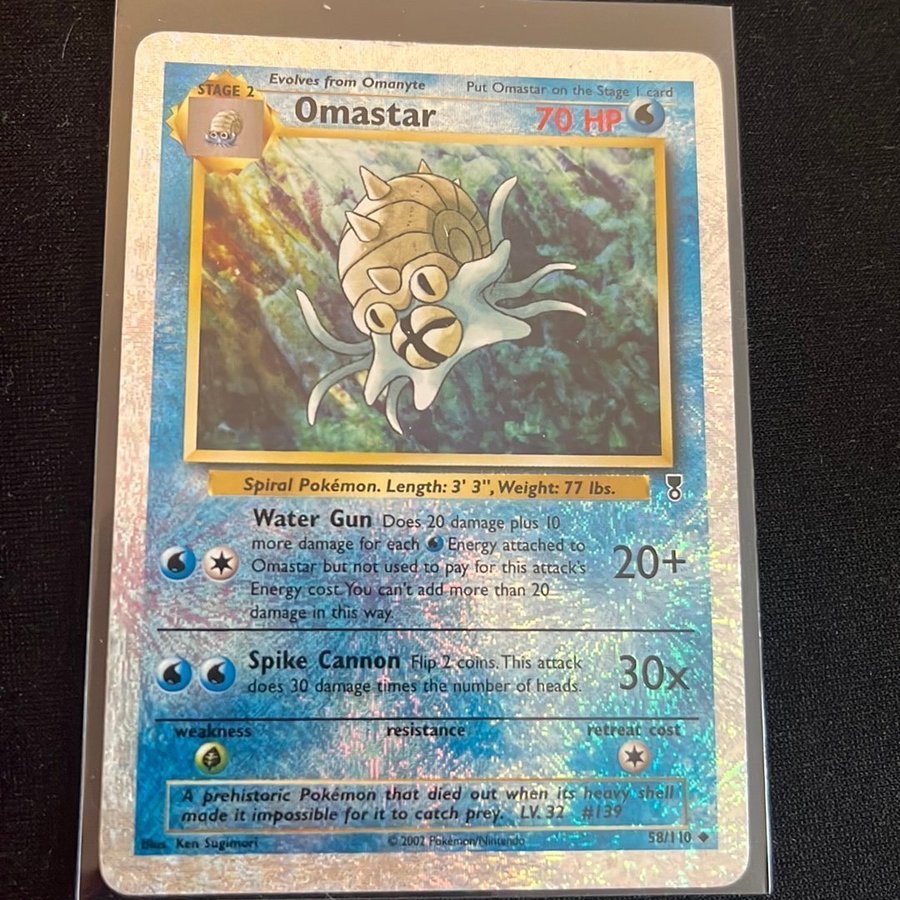 Evolves from Omanyte
Put Omastar on the Stage 1 card
STAGE 2
Omastar
70 HP
Spiral Pokémon. Length: 3' 3", Weight: 77 lbs.
Water Gun Does 20 damage plus 10
more damage for each Energy attached to
Omastar but not used to pay for this attack's
Energy cost. You can't add more than 20
damage in this way.
20+
Spike Cannon Flip 2 coins. This attack
does 30 damage times the number of heads.
30x
weakness
resistance
retreat cost
A prehistoric Pokémon that died out when its heavy shell
made it impossible for it to catch prey. LV. 32 #139
Illus. Ken Sugimori
© 2002 Pokémon/Nintendo
58/110